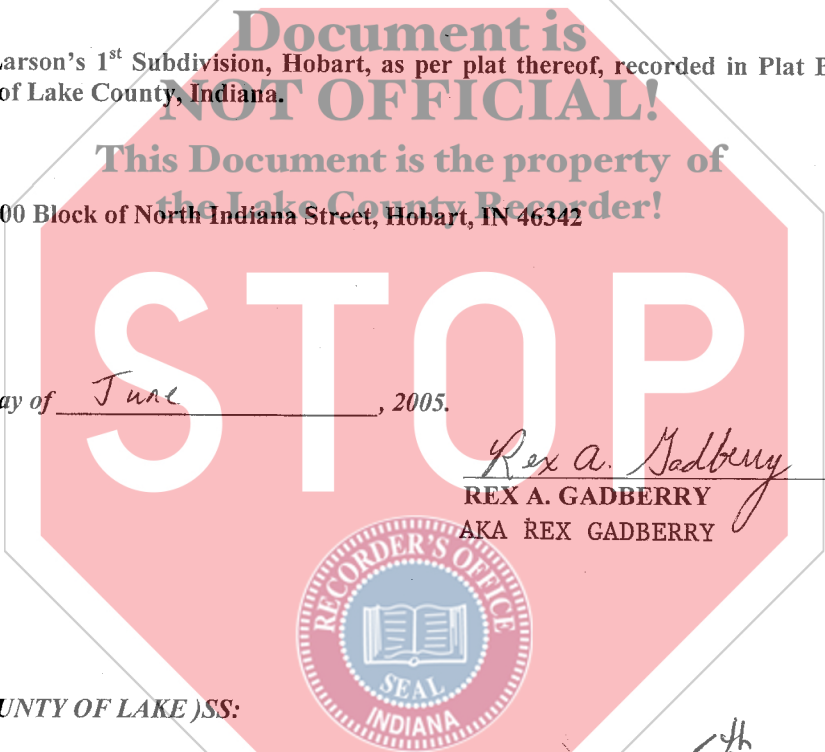 Document is
arson's 1st Subdivision, Hobart, as per plat thereof, recorded in Plat B
of Lake County, Indiana.
NOT OFFICIAL!
This Document is the property of
the Lake County Recorder!
00 Block of North Indiana Street, Hobart, IN 46342
STOP
ay of June, 2005.
Rex A. Gadberry
REX A. GADBERRY
AKA REX GADBERRY
RECORDER'S OFFICE
SEAL
INDIANA
UNTY OF LAKE )SS:
th